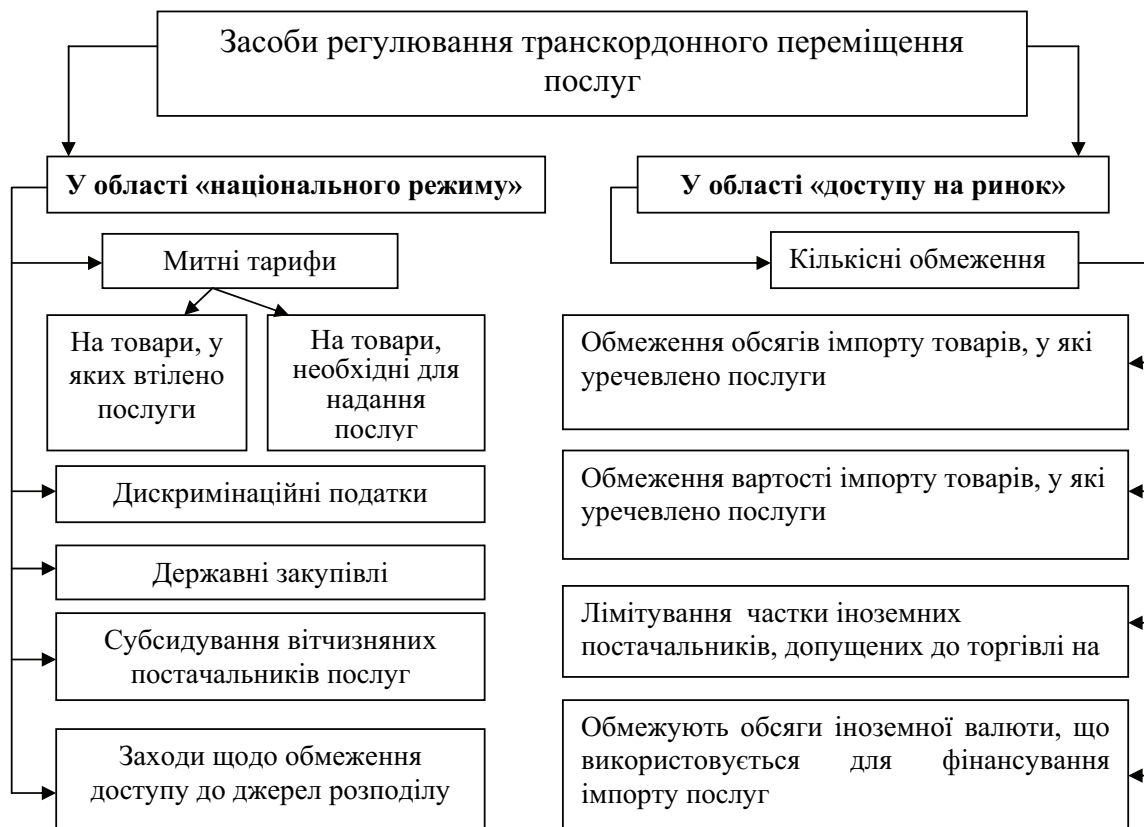 Засоби регулювання транскордонного переміщення
послуг
У області «національного режиму»
Митні тарифи
На товари, у
яких втілено
послуги
На товари,
необхідні для
надання
послуг
Дискримінаційні податки
Державні закупівлі
Субсидування вітчизняних
постачальників послуг
Заходи щодо обмеження
доступу до джерел розподілу
У області «доступу на ринок»
Кількісні обмеження
Обмеження обсягів імпорту товарів, у які
уречевлено послуги
Обмеження вартості імпорту товарів, у які
уречевлено послуги
Лімітування частки іноземних
постачальників, допущених до торгівлі на
Обмежують обсяги іноземної валюти, що
використовується для фінансування
імпорту послуг